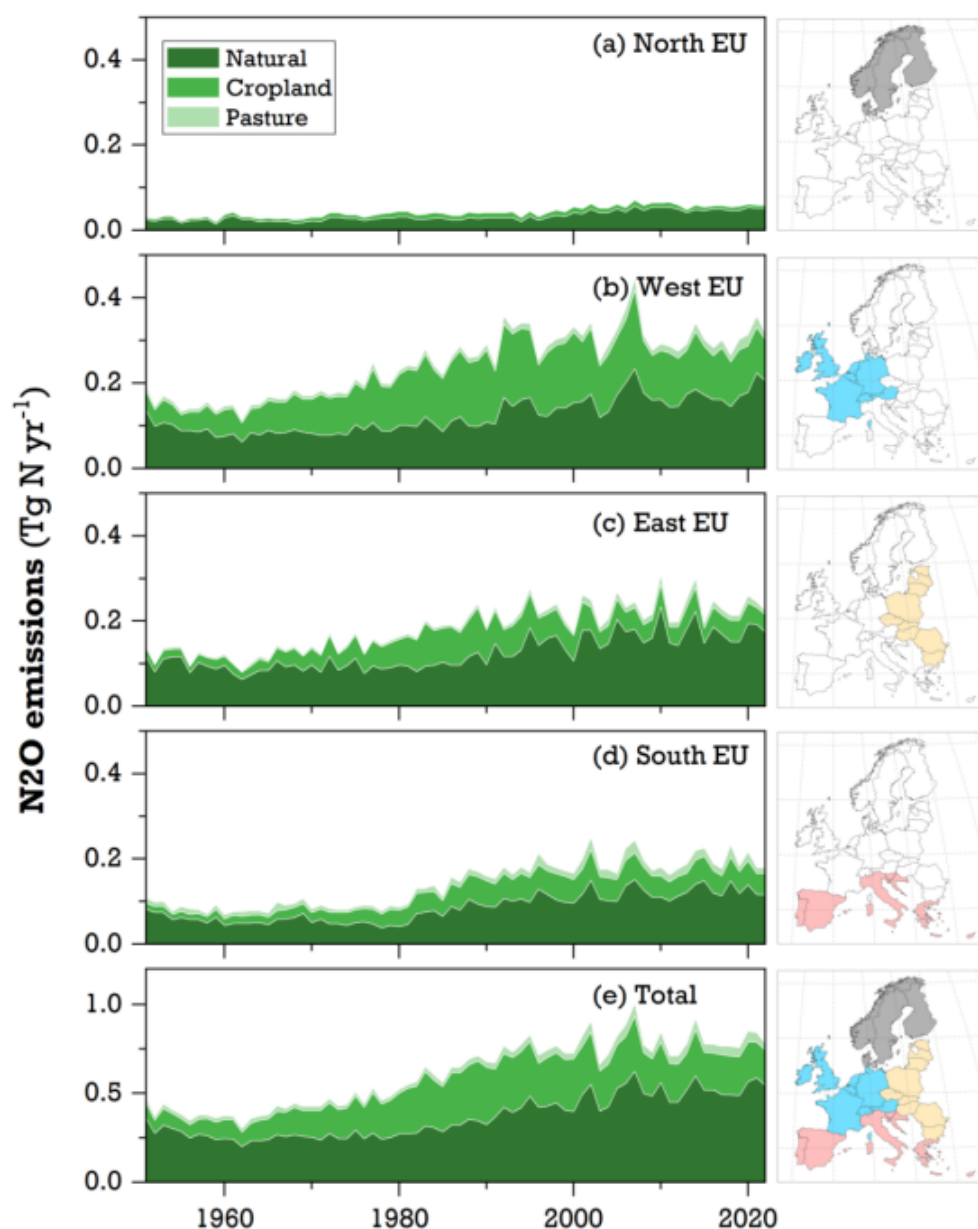 (a) North EU
Natural
Cropland
Pasture
0.4
0.2
0.0
(b) West EU
0.4
0.2
0.0
(c) East EU
0.4
0.2
0.0
(d) South EU
0.4
0.2
0.0
(e) Total
1.0
0.5
0.0
1960 1980 2000 2020
N2O emissions (Tg N yr⁻¹)